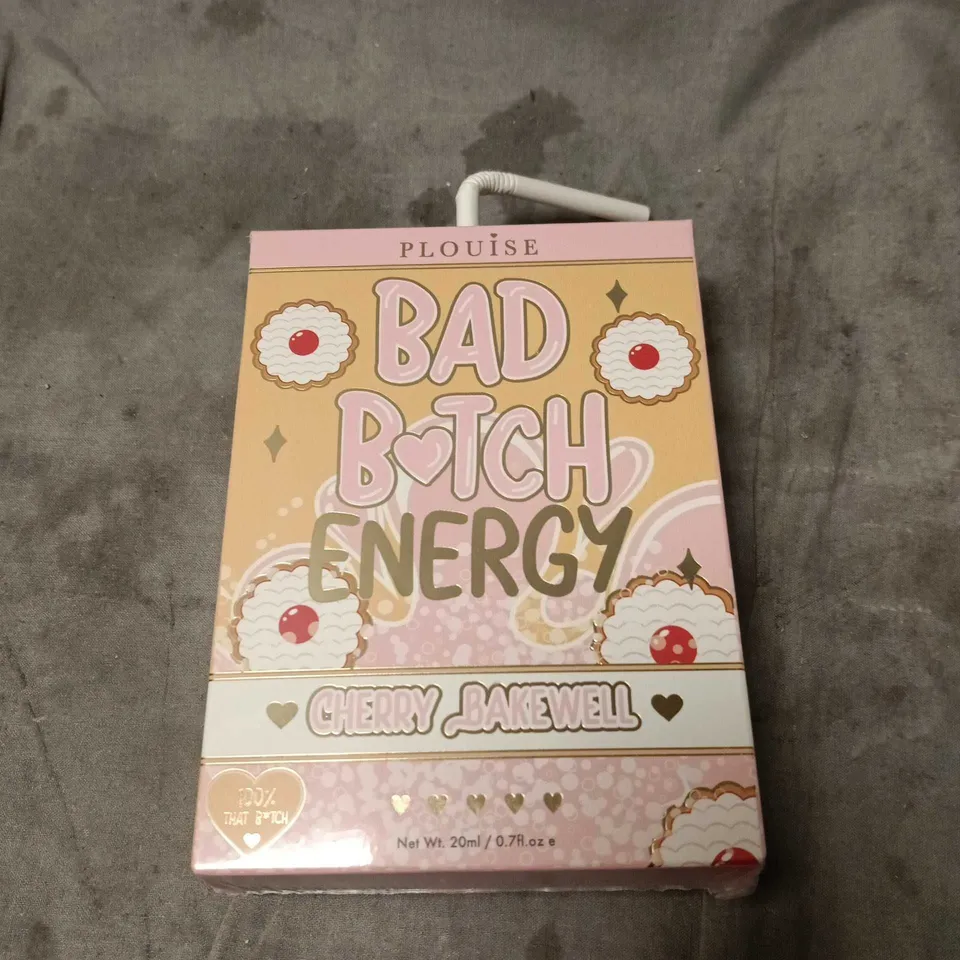 PLOUISE
BAD
B♥TCH
ENERGY
CHERRY BAKEWELL
100%
THAT B*TCH
Net Wt. 20ml / 0.7fl.oz e